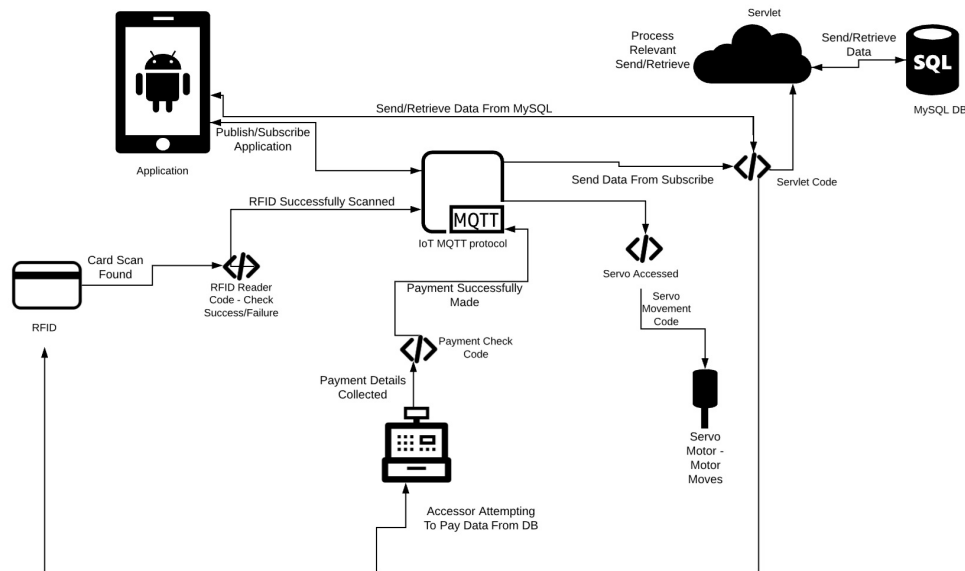 Servlet
Process
Relevant
Send/Retrieve
Send/Retrieve
Data
SQL
MySQL DB
Send/Retrieve Data From MySQL
Publish/Subscribe
Application
Application
Send Data From Subscribe
Servlet Code
RFID Successfully Scanned
MQTT
IoT MQTT protocol
Card Scan
Found
RFID Reader
Code - Check
Success/Failure
RFID
Servo Accessed
Payment Successfully
Made
Servo
Movement
Code
Payment Check
Code
Payment Details
Collected
Servo
Motor -
Motor
Moves
Accessor Attempting
To Pay Data From DB